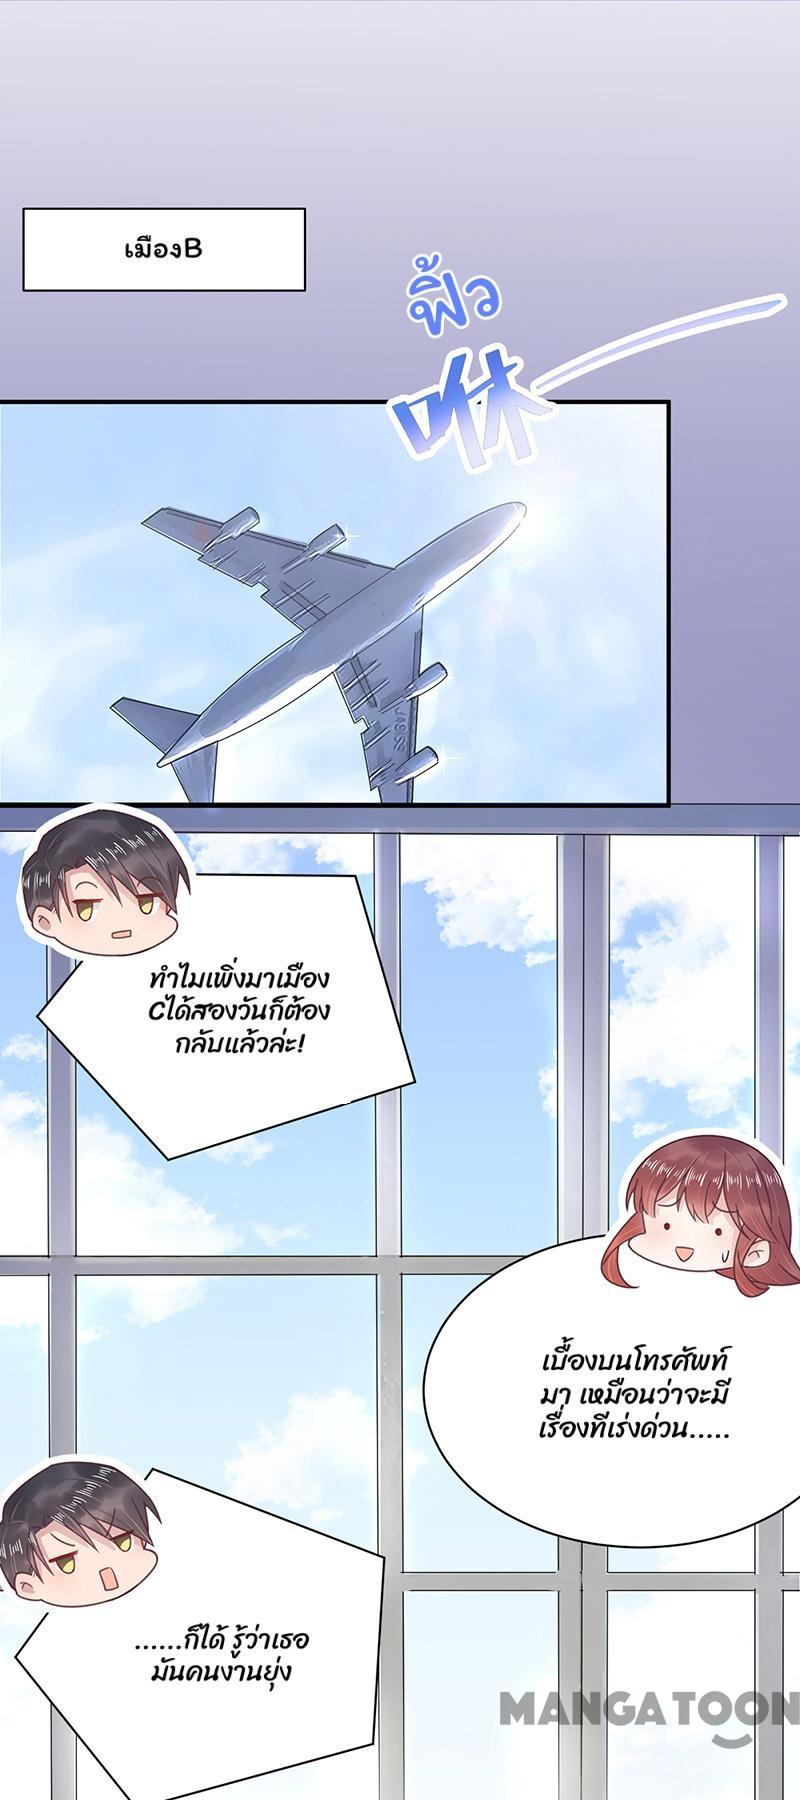 เมืองB
ฟิ้ว
咻
JA8188
ทำไมเพิ่งมาเมือง
Cได้สองวันก็ต้อง
กลับแล้วล่ะ!
เบื้องบนโทรศัพท์
มา เหมือนว่าจะมี
เรื่องที่เร่งด่วน.....
......ก็ได้ รู้ว่าเธอ
มันคนงานยุ่ง
MANGATOON